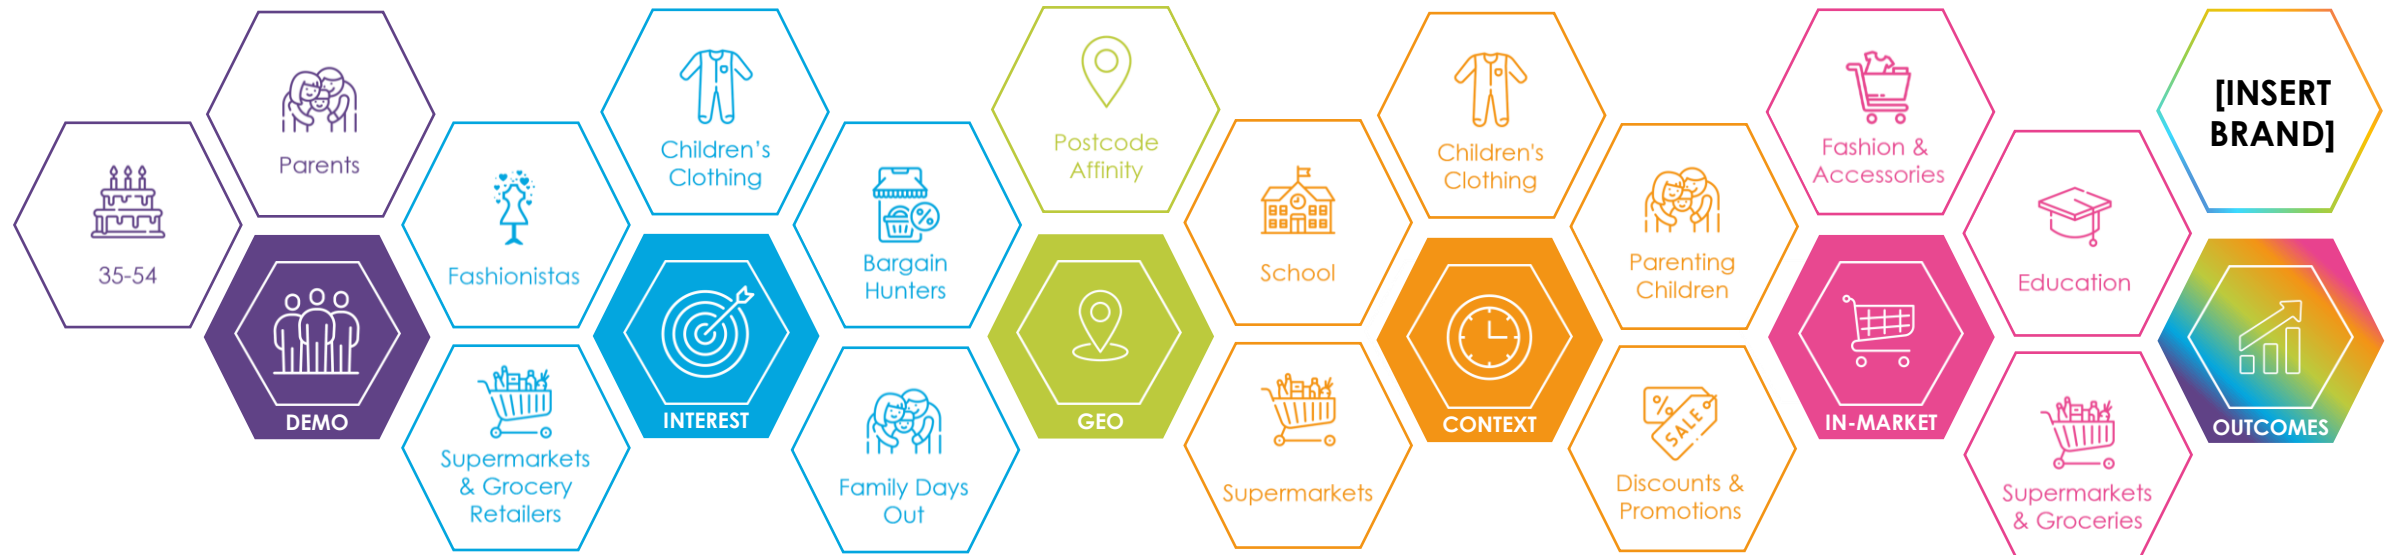 35-54
Parents
DEMO
Fashionistas
Supermarkets
& Grocery
Retailers
Children's
Clothing
INTEREST
Bargain
Hunters
Family Days
Out
Postcode
Affinity
GEO
School
Supermarkets
Children's
Clothing
CONTEXT
Parenting
Children
%
SALE
Discounts &
Promotions
Fashion &
Accessories
IN-MARKET
Education
Supermarkets
& Groceries
[INSERT
BRAND]
OUTCOMES